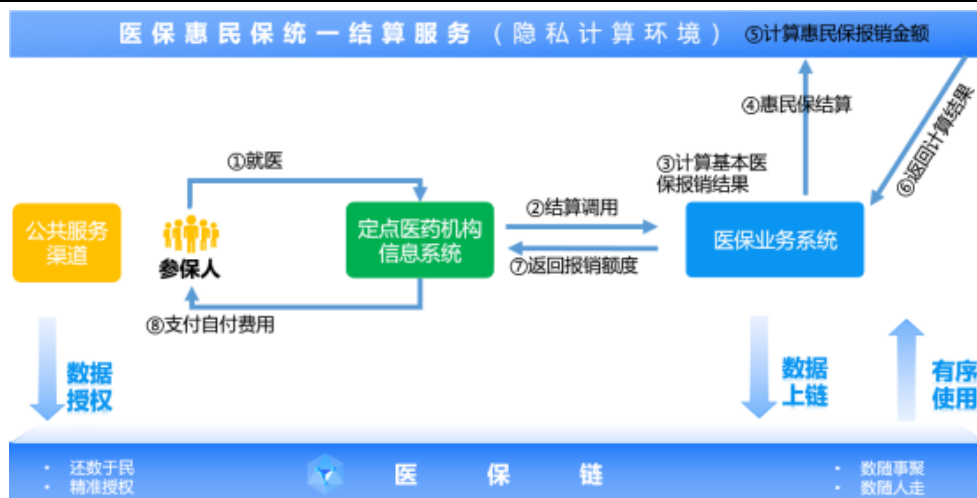 医保惠民保统一结算服务（隐私计算环境）
⑤计算惠民保报销金额
④惠民保结算
⑥返回计算结果
①就医
③计算基本医
保报销结果
公共服务
渠道
参保人
定点医药机构
信息系统
②结算调用
⑦返回报销额度
医保业务系统
⑧支付自付费用
数据
授权
数据
上链
有序
使用
· 还数于民
· 精准授权
医保链
· 数随事聚
· 数随人走